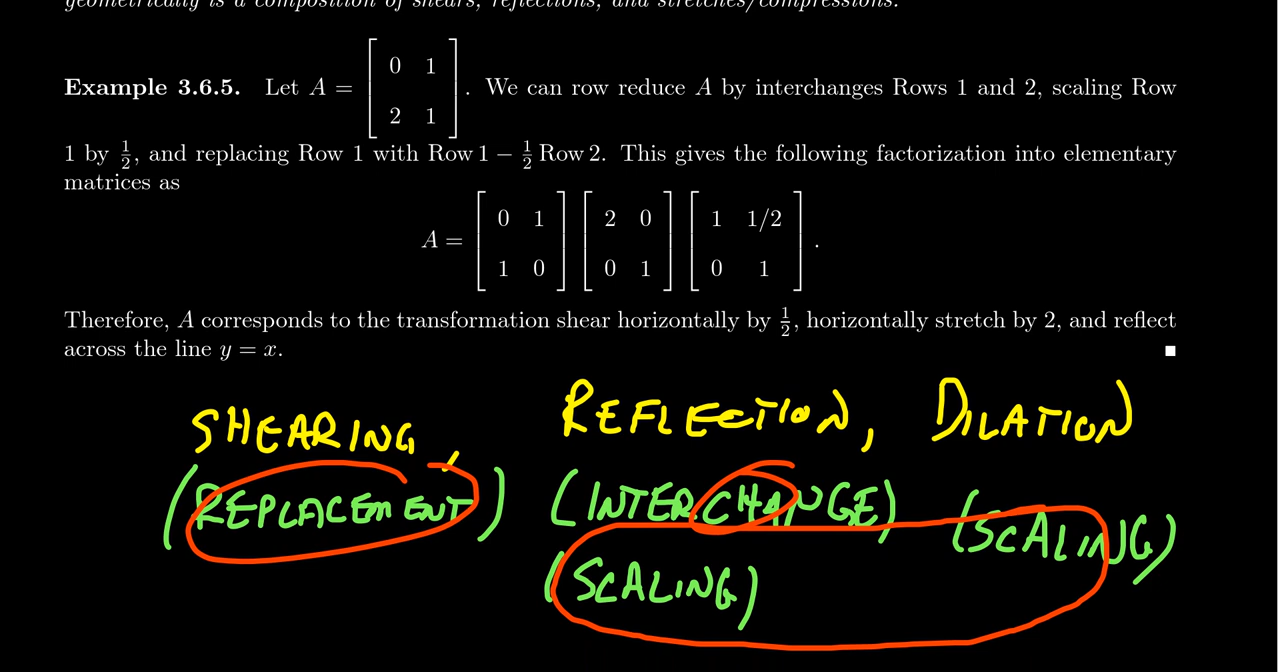 geometrically is a composition of shears, reflections, and stretches/compressions.
Example 3.6.5. Let A = [ 0 1 ; 2 1 ]. We can row reduce A by interchanges Rows 1 and 2, scaling Row
1 by 1/2, and replacing Row 1 with Row 1 − 1/2 Row 2. This gives the following factorization into elementary
matrices as
A = [ 0 1 ; 1 0 ] [ 2 0 ; 0 1 ] [ 1 1/2 ; 0 1 ] .
Therefore, A corresponds to the transformation shear horizontally by 1/2, horizontally stretch by 2, and reflect
across the line y = x. ■
SHEARING, REFLECTION, DILATION
(REPLACEMENT) (INTERCHANGE) (SCALING)
(SCALING)